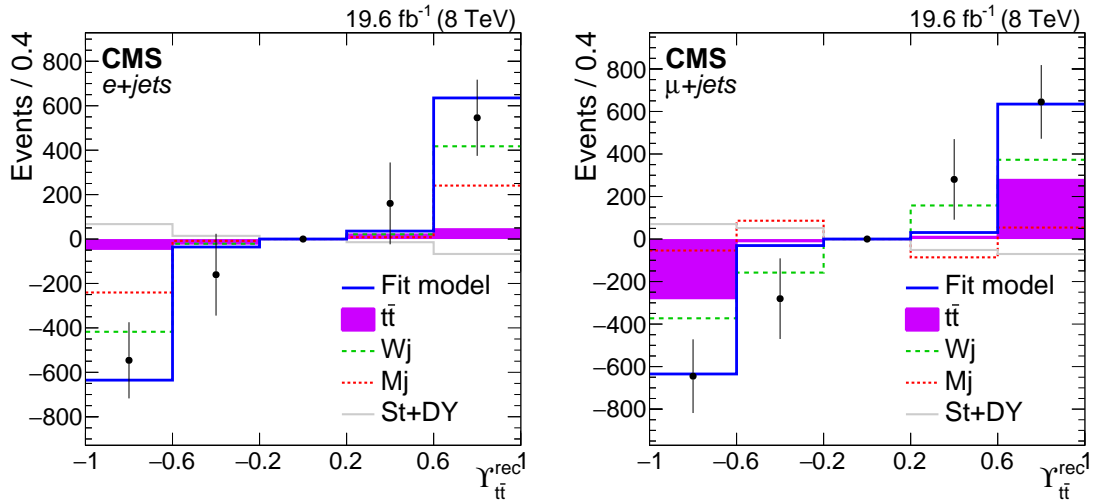 19.6 fb⁻¹ (8 TeV)
Events / 0.4
CMS
e+jets
800
600
400
200
0
−200
−400
−600
−800
Fit model
tt̄
Wj
Mj
St+DY
−1 −0.6 −0.2 0.2 0.6 1
ϒ^rec_tt̄
19.6 fb⁻¹ (8 TeV)
Events / 0.4
CMS
μ+jets
800
600
400
200
0
−200
−400
−600
−800
Fit model
tt̄
Wj
Mj
St+DY
−1 −0.6 −0.2 0.2 0.6 1
ϒ^rec_tt̄